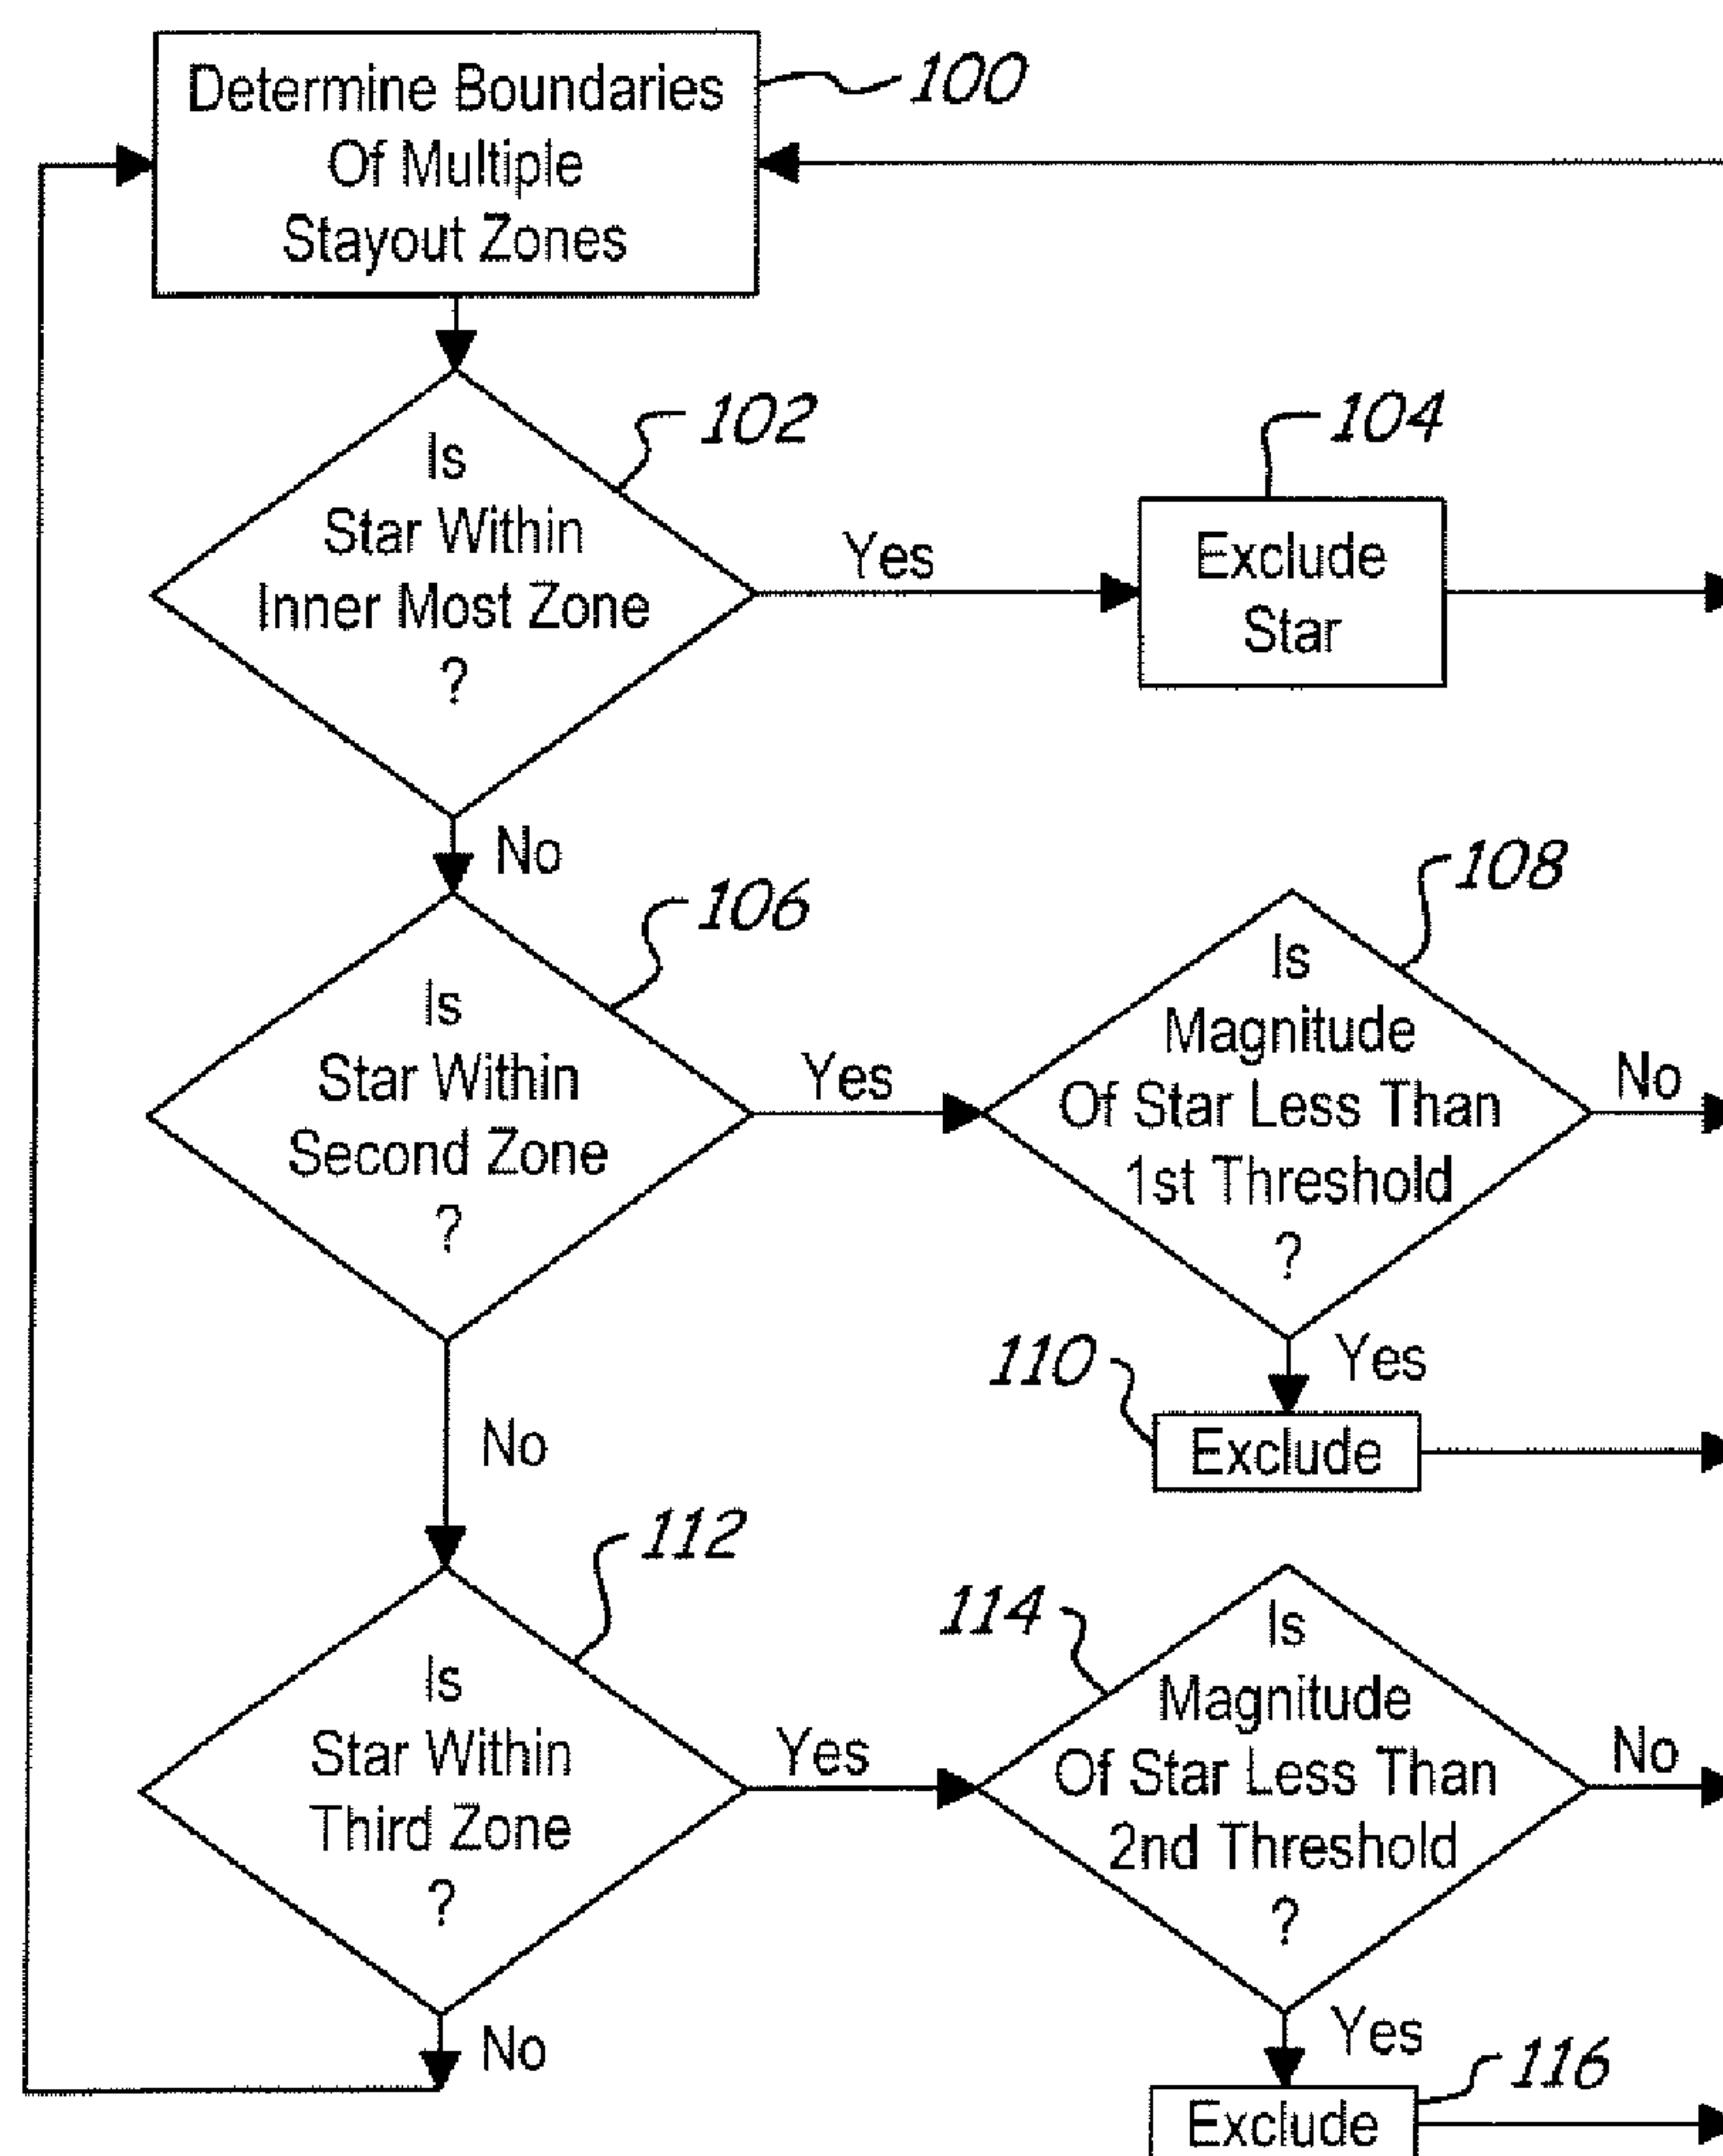 Determine Boundaries
Of Multiple
Stayout Zones
100
Is
Star Within
Inner Most Zone
?
102
Yes
Exclude
Star
104
No
Is
Star Within
Second Zone
?
106
Yes
Is
Magnitude
Of Star Less Than
1st Threshold
?
108
No
Yes
110
Exclude
No
Is
Star Within
Third Zone
?
112
Yes
114
Is
Magnitude
Of Star Less Than
2nd Threshold
?
No
No
Yes
Exclude
116